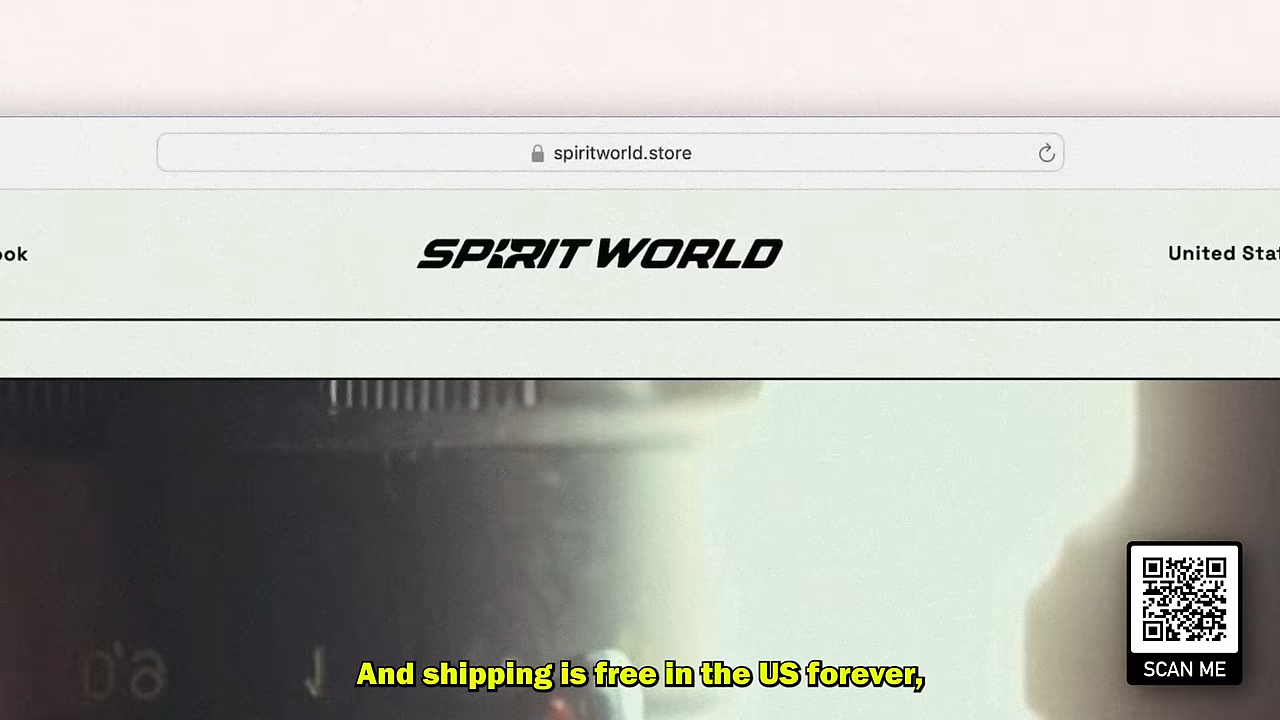 spiritworld.store
ook
SPIRIT WORLD
United Stat
And shipping is free in the US forever,
SCAN ME